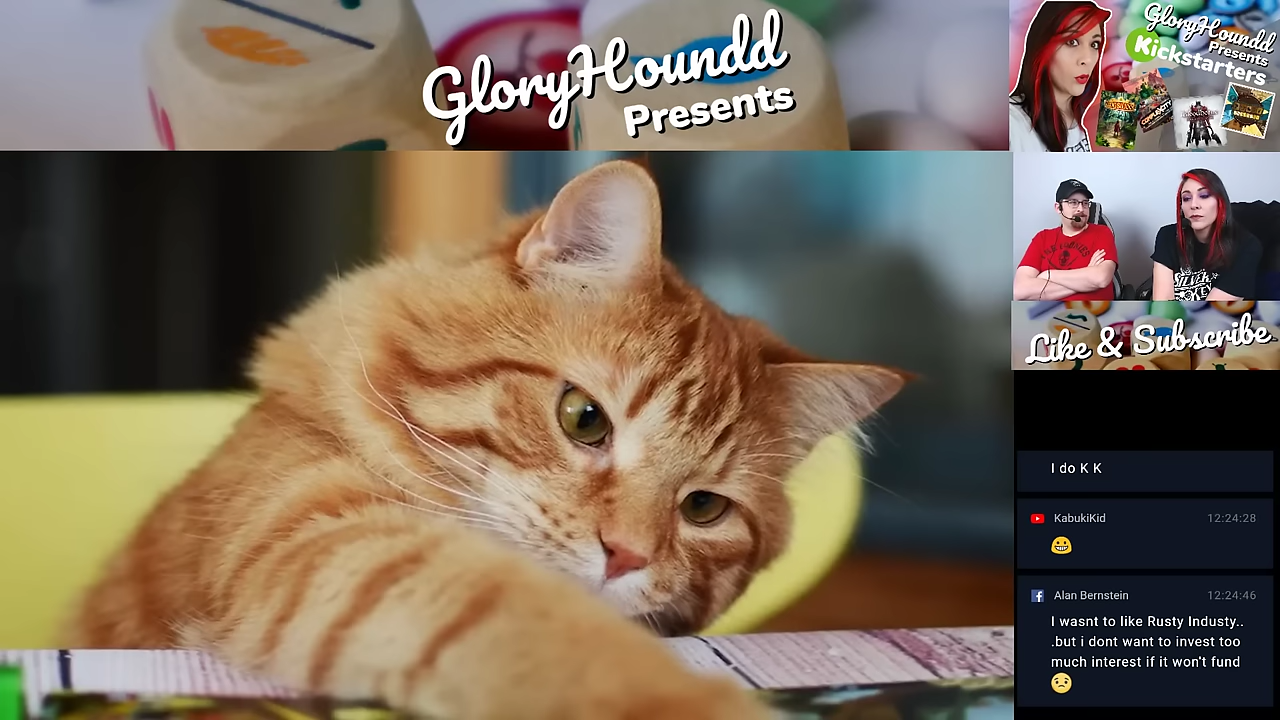 GloryHoundd
Presents
GloryHoundd
Presents
Kickstarters
Like & Subscribe
I do K K
KabukiKid 12:24:28
Alan Bernstein 12:24:46
I wasnt to like Rusty Industy..
.but i dont want to invest too
much interest if it won't fund